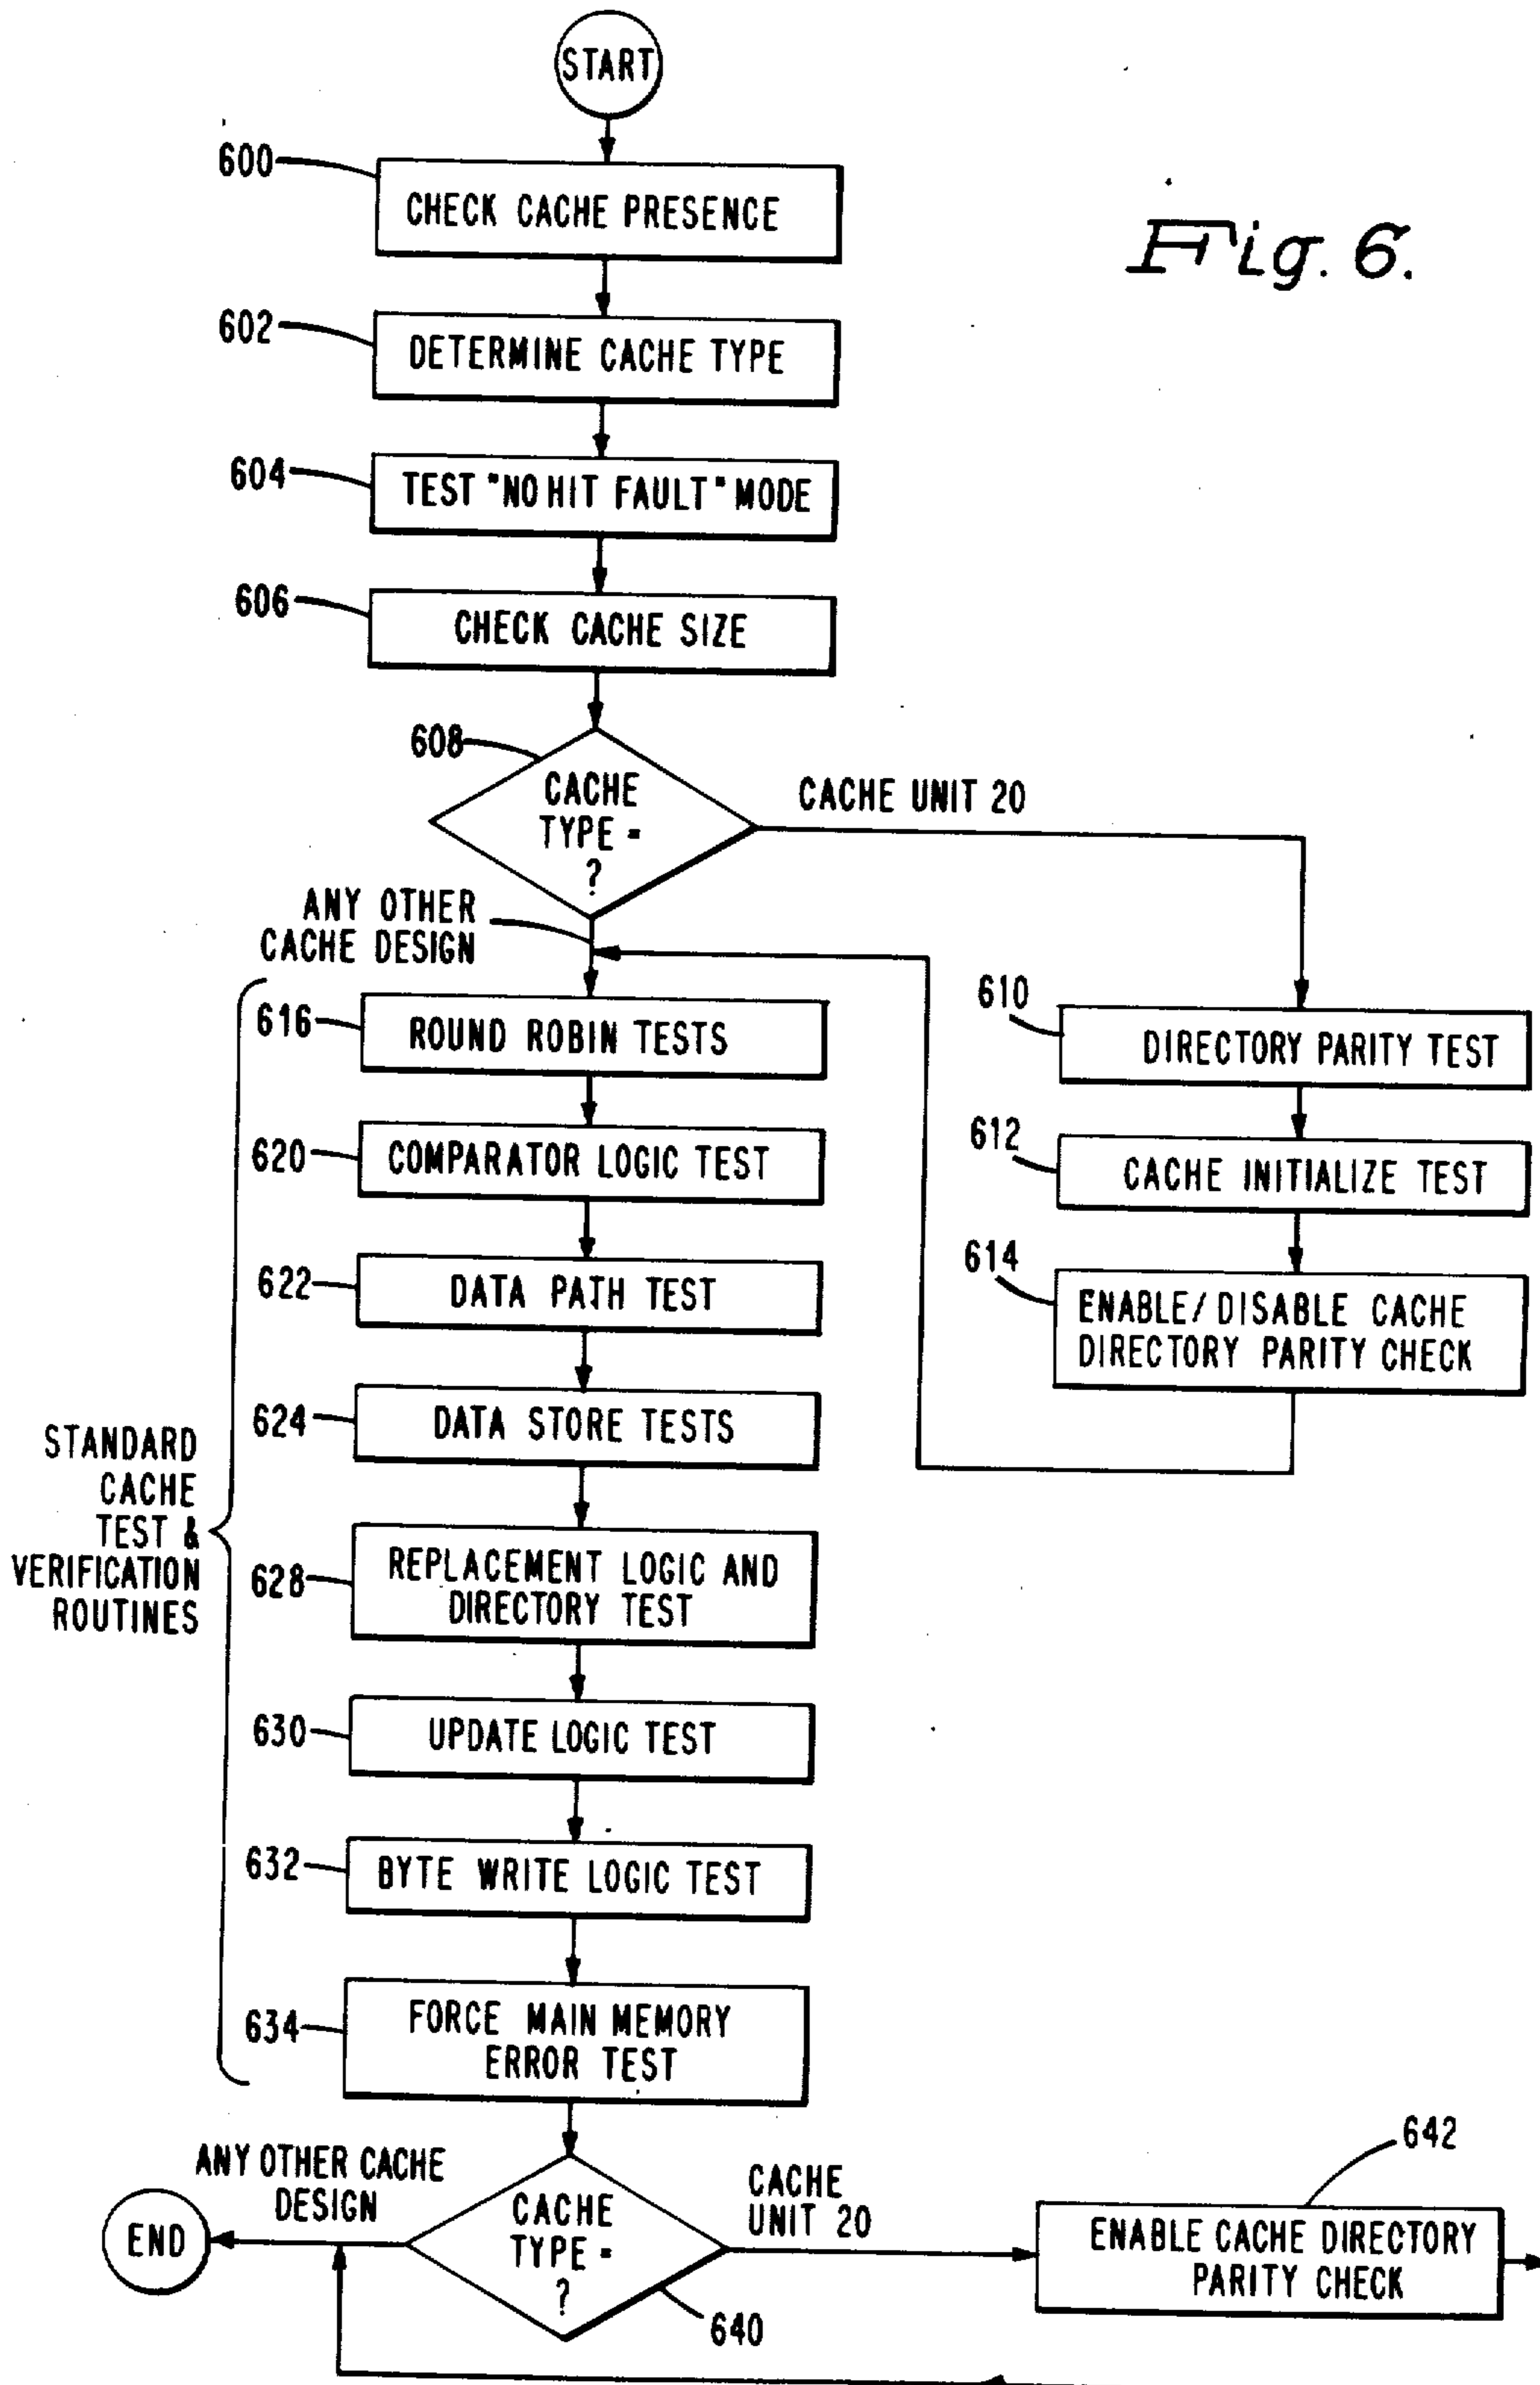 START
Fig. 6.
600
CHECK CACHE PRESENCE
602
DETERMINE CACHE TYPE
604
TEST "NO HIT FAULT" MODE
606
CHECK CACHE SIZE
608
CACHE
TYPE =
?
CACHE UNIT 20
ANY OTHER
CACHE DESIGN
610
DIRECTORY PARITY TEST
612
CACHE INITIALIZE TEST
614
ENABLE/DISABLE CACHE
DIRECTORY PARITY CHECK
STANDARD
CACHE
TEST &
VERIFICATION
ROUTINES
616
ROUND ROBIN TESTS
620
COMPARATOR LOGIC TEST
622
DATA PATH TEST
624
DATA STORE TESTS
628
REPLACEMENT LOGIC AND
DIRECTORY TEST
630
UPDATE LOGIC TEST
632
BYTE WRITE LOGIC TEST
634
FORCE MAIN MEMORY
ERROR TEST
ANY OTHER CACHE
DESIGN
END
CACHE
TYPE =
?
640
CACHE
UNIT 20
642
ENABLE CACHE DIRECTORY
PARITY CHECK